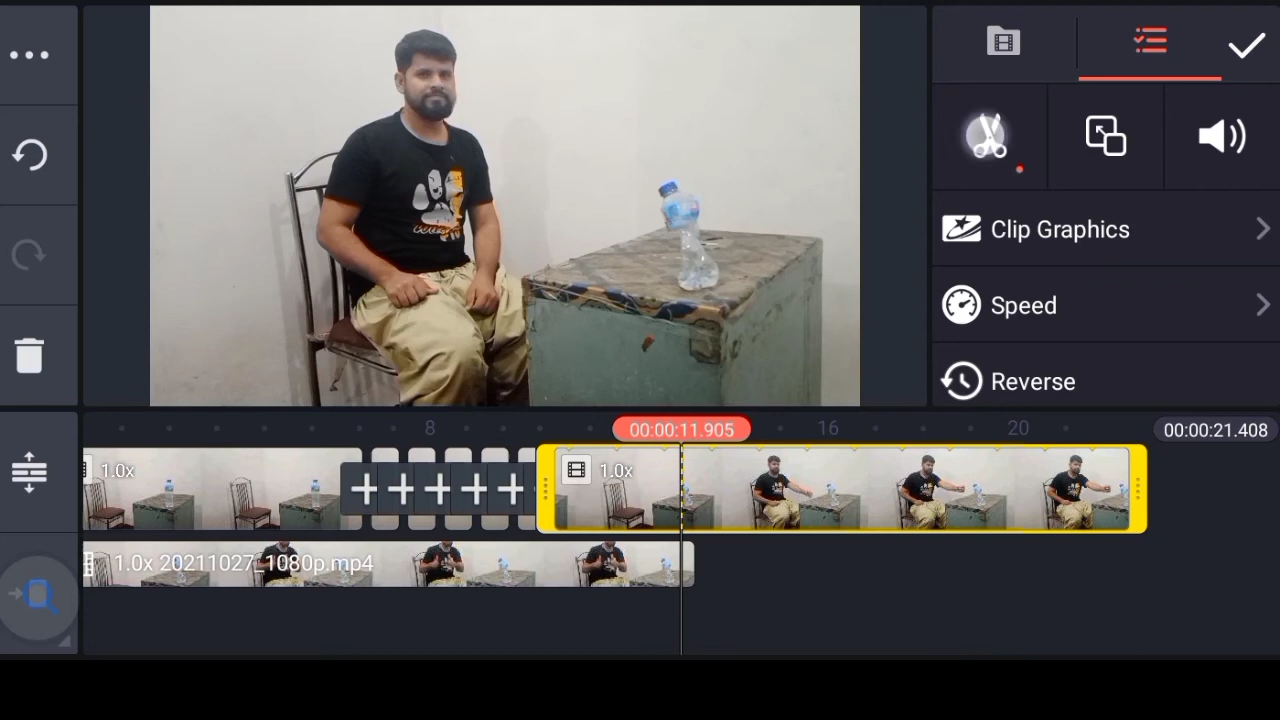 Clip Graphics
Speed
Reverse
8
00:00:11.905
16
20
00:00:21.408
1.0x
1.0x
1.0x 20211027_1080p.mp4